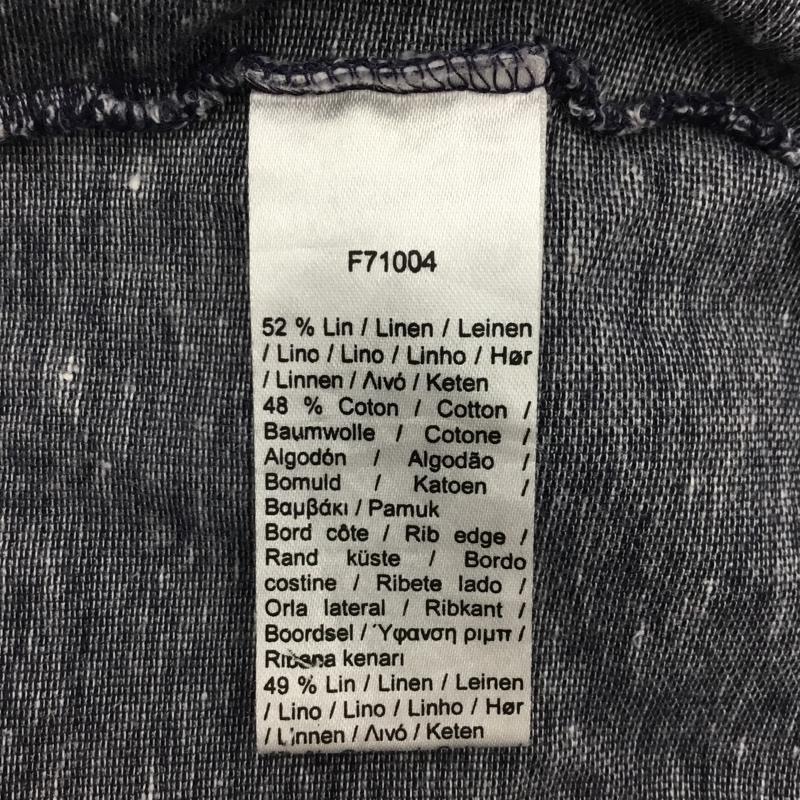 F71004
52 % Lin / Linen / Leinen
/ Lino / Lino / Linho / Hør
/ Linnen / Λινό / Keten
48 % Coton / Cotton /
Baumwolle / Cotone /
Algodón / Algodão /
Bomuld / Katoen /
Βαμβάκι / Pamuk
Bord côte / Rib edge /
Rand küste / Bordo
costine / Ribete lado /
Orla lateral / Ribkant /
Boordsel / Ύφανση ριμπ /
Ribana kenarı
49 % Lin / Linen / Leinen
/ Lino / Lino / Linho / Hør
/ Linnen / Λινό / Keten